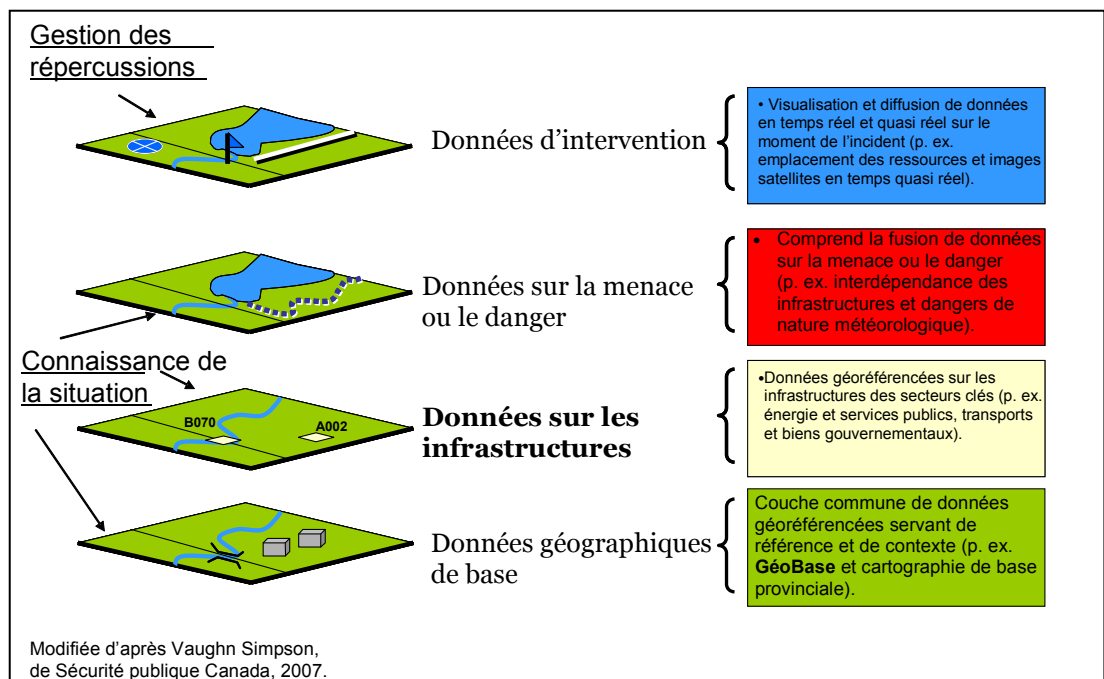 Gestion des
répercussions
Données d'intervention
• Visualisation et diffusion de données
en temps réel et quasi réel sur le
moment de l'incident (p. ex.
emplacement des ressources et images
satellites en temps quasi réel).
Données sur la menace
ou le danger
• Comprend la fusion de données
sur la menace ou le danger
(p. ex. interdépendance des
infrastructures et dangers de
nature météorologique).
Connaissance de
la situation
B070
A002
Données sur les
infrastructures
•Données géoréférencées sur les
infrastructures des secteurs clés (p. ex.
énergie et services publics, transports
et biens gouvernementaux).
Données géographiques
de base
Couche commune de données
géoréférencées servant de
référence et de contexte (p. ex.
GéoBase et cartographie de base
provinciale).
Modifiée d'après Vaughn Simpson,
de Sécurité publique Canada, 2007.